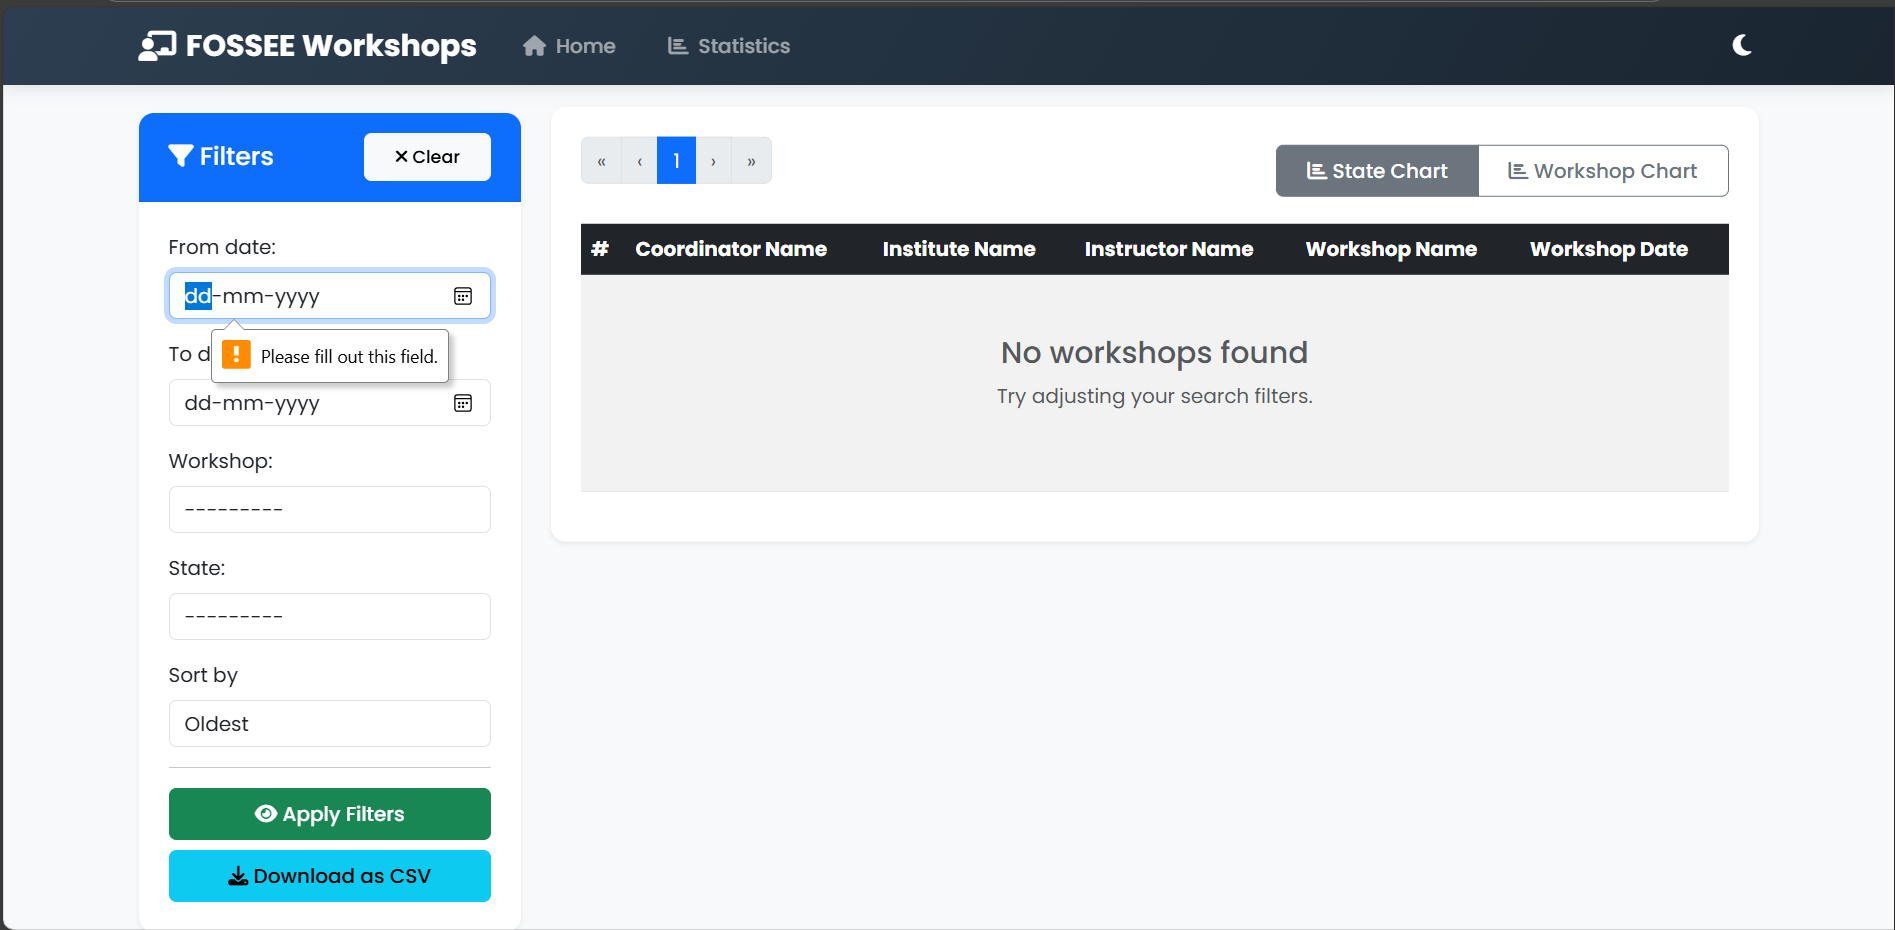 FOSSEE Workshops Home Statistics
Filters
Clear
From date:
dd-mm-yyyy
Please fill out this field.
To d
dd-mm-yyyy
Workshop:
---------
State:
---------
Sort by
Oldest
Apply Filters
Download as CSV
« ‹ 1 › »
State Chart Workshop Chart
# Coordinator Name Institute Name Instructor Name Workshop Name Workshop Date
No workshops found
Try adjusting your search filters.